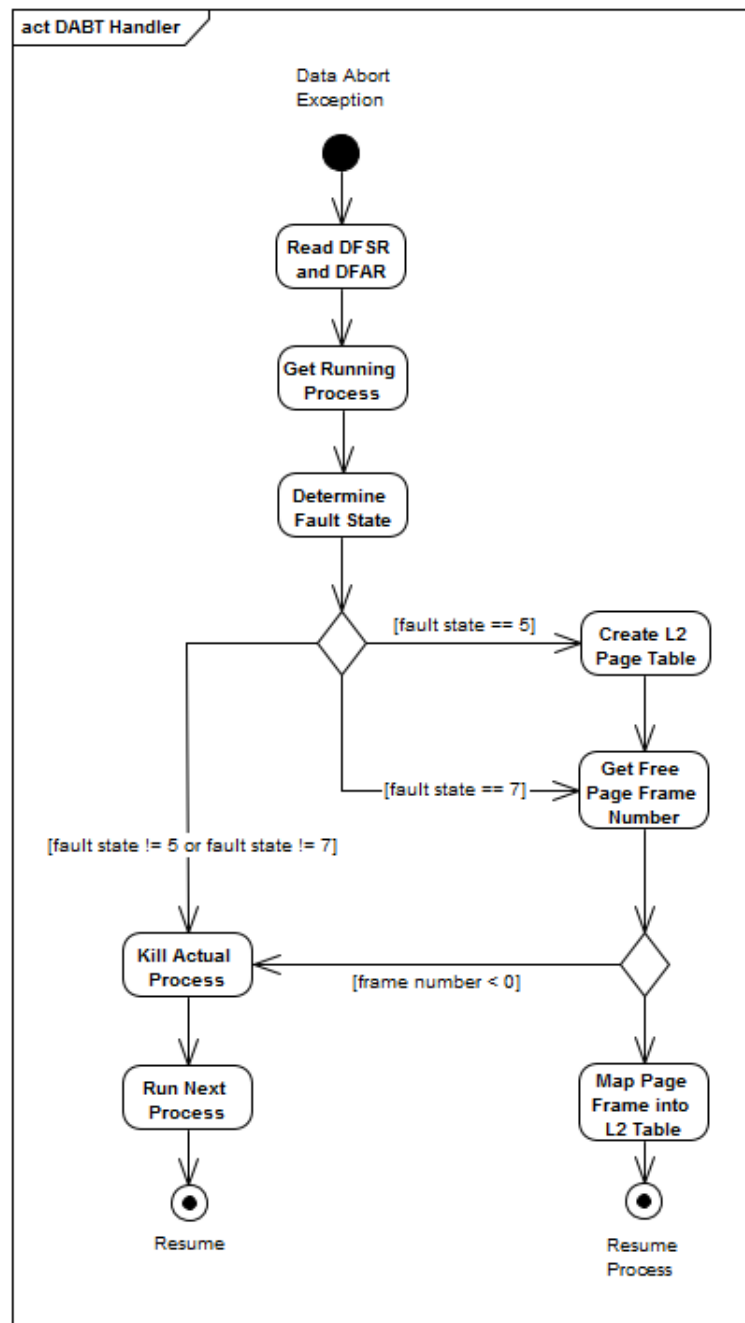 act DABT Handler
Data Abort
Exception
Read DFSR
and DFAR
Get Running
Process
Determine
Fault State
[fault state == 5]
Create L2
Page Table
[fault state == 7]
Get Free
Page Frame
Number
[fault state != 5 or fault state != 7]
Kill Actual
Process
[frame number < 0]
Run Next
Process
Map Page
Frame into
L2 Table
Resume
Resume
Process